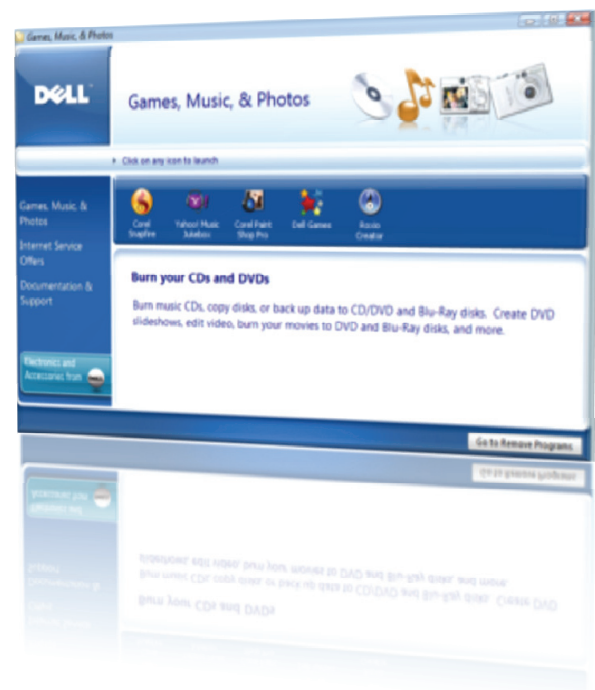 Games, Music, & Photos
DELL
Games, Music, & Photos
Click on any icon to launch
Games, Music, &
Photos
Internet Service
Offers
Documentation &
Support
Electronics and
Accessories from DELL
Corel
Snapfire
Yahoo! Music
Jukebox
Corel Paint
Shop Pro
Dell Games
Roxio
Creator
Burn your CDs and DVDs
Burn music CDs, copy disks, or back up data to CD/DVD and Blu-Ray disks. Create DVD
slideshows, edit video, burn your movies to DVD and Blu-Ray disks, and more.
Go to Remove Programs